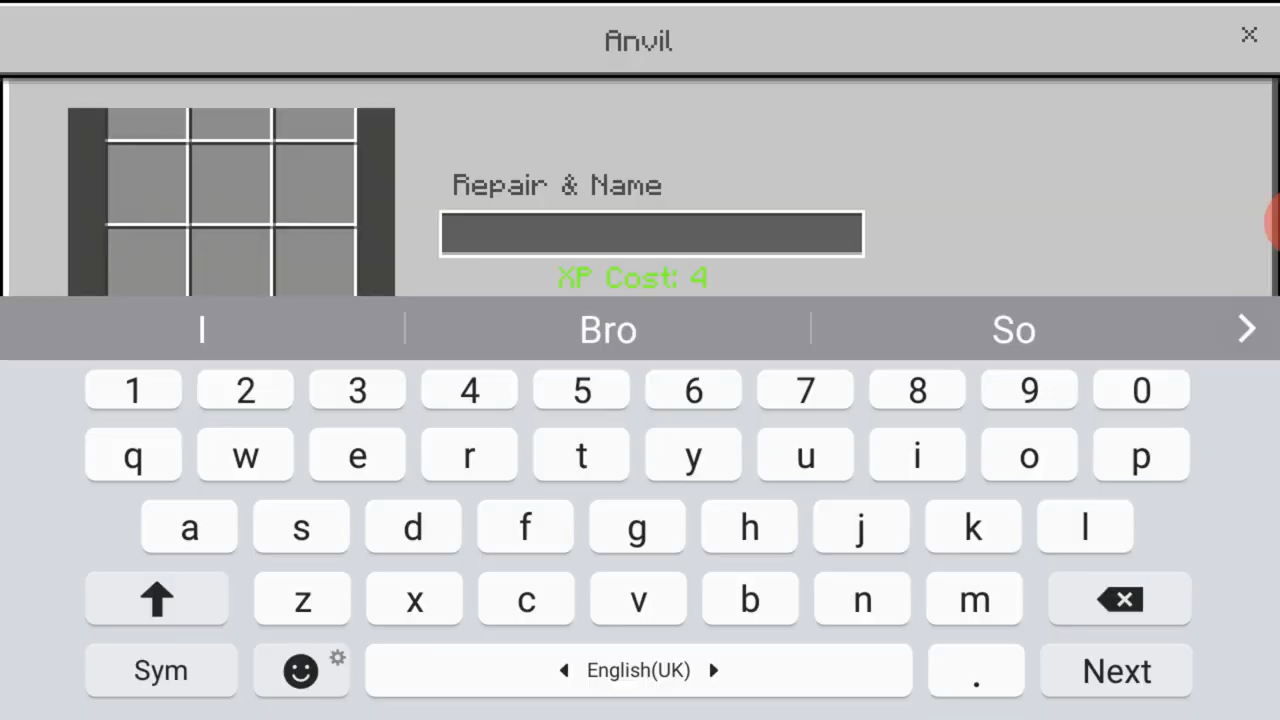 Anvil
Repair & Name
XP Cost: 4
I Bro So
1 2 3 4 5 6 7 8 9 0
q w e r t y u i o p
a s d f g h j k l
z x c v b n m
Sym English(UK) . Next